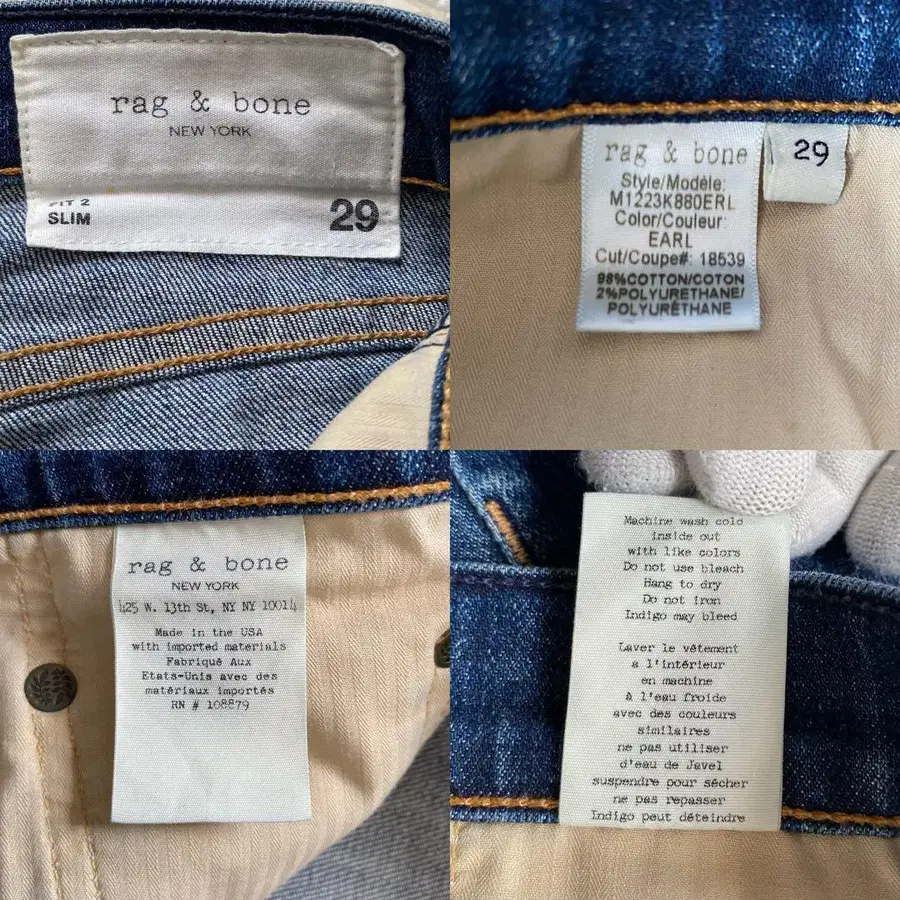 rag & bone
NEW YORK
FIT 2
SLIM
29
rag & bone
Style/Modèle:
M1223K880ERL
Color/Couleur:
EARL
Cut/Coupe#: 18539
98%COTTON/COTON
2%POLYURETHANE/
POLYURÉTHANE
29
rag & bone
NEW YORK
425 W. 13th St, NY NY 10014
Made in the USA
with imported materials
Fabriqué Aux
Etats-Unis avec des
matériaux importés
RN # 108879
Machine wash cold
inside out
with like colors
Do not use bleach
Hang to dry
Do not iron
Indigo may bleed
Laver le vêtement
à l'intérieur
en machine
à l'eau froide
avec des couleurs
similaires
ne pas utiliser
d'eau de Javel
suspendre pour sécher
ne pas repasser
Indigo peut déteindre